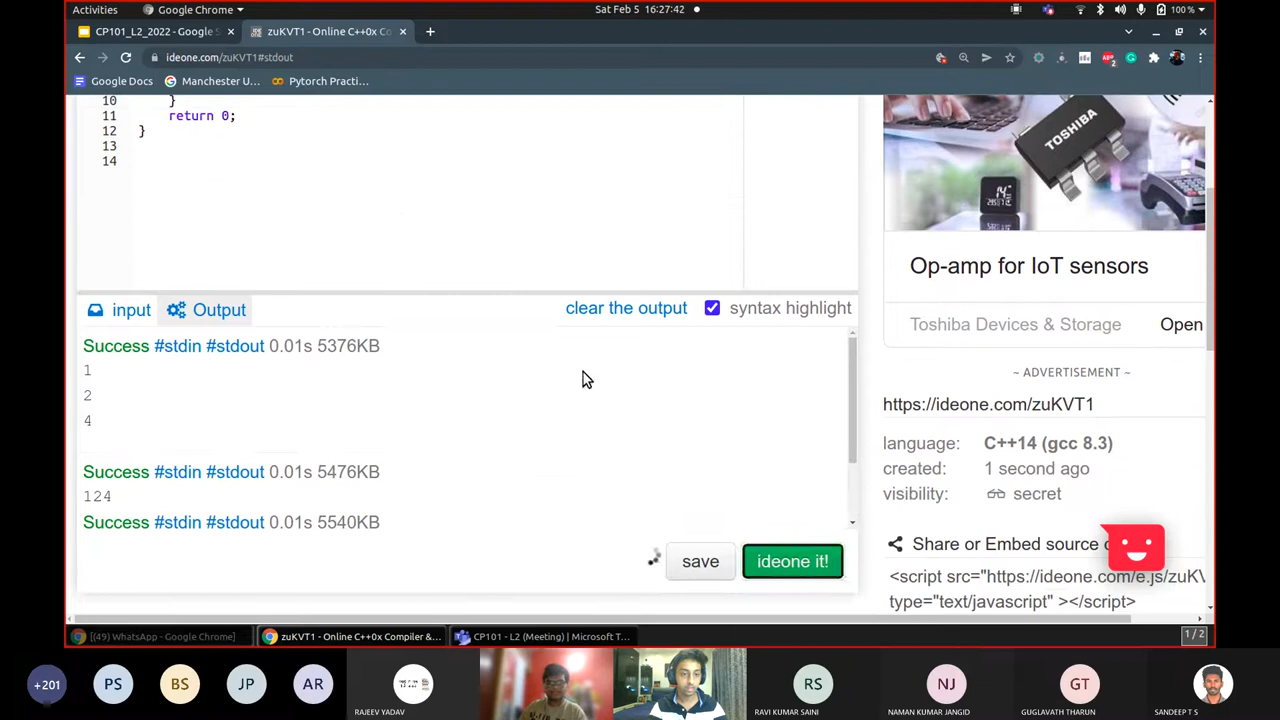 Activities
Google Chrome
Sat Feb 5 16:27:42
100 %
CP101_L2_2022 - Google S
zuKVT1 - Online C++0x Co
ideone.com/zuKVT1#stdout
Google Docs
Manchester U...
Pytorch Practi...
10 }
11 return 0;
12 }
13
14
TOSHIBA
Op-amp for IoT sensors
Toshiba Devices & Storage
Open
~ ADVERTISEMENT ~
input
Output
clear the output
syntax highlight
Success #stdin #stdout 0.01s 5376KB
1
2
4
Success #stdin #stdout 0.01s 5476KB
124
Success #stdin #stdout 0.01s 5540KB
save
ideone it!
https://ideone.com/zuKVT1
language: C++14 (gcc 8.3)
created: 1 second ago
visibility: secret
Share or Embed source c
<script src="https://ideone.com/e.js/zuKV
type="text/javascript" ></script>
[(49) WhatsApp - Google Chrome]
zuKVT1 - Online C++0x Compiler &...
CP101 - L2 (Meeting) | Microsoft T...
1 / 2
+201
PS
BS
JP
AR
RAJEEV YADAV
RS
RAVI KUMAR SAINI
NJ
NAMAN KUMAR JANGID
GT
GUGLAVATH THARUN
SANDEEP T S